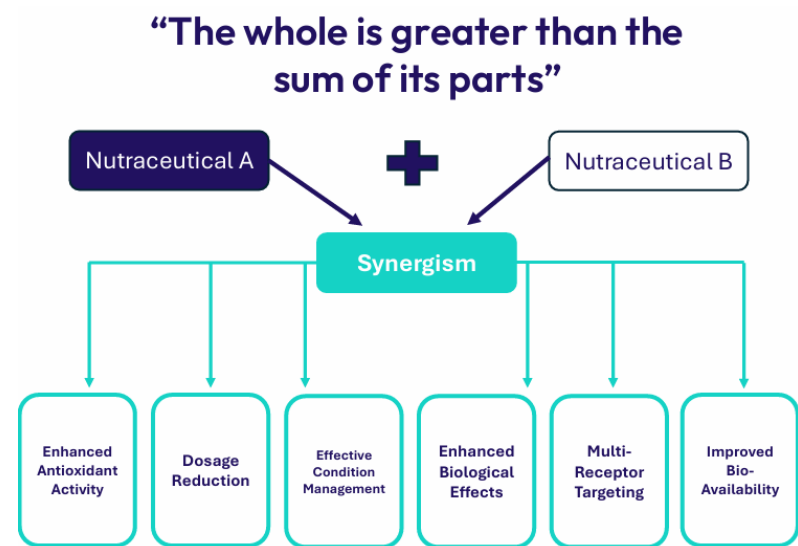 “The whole is greater than the
sum of its parts”
Nutraceutical A
Nutraceutical B
Synergism
Enhanced
Antioxidant
Activity
Dosage
Reduction
Effective
Condition
Management
Enhanced
Biological
Effects
Multi-
Receptor
Targeting
Improved
Bio-
Availability